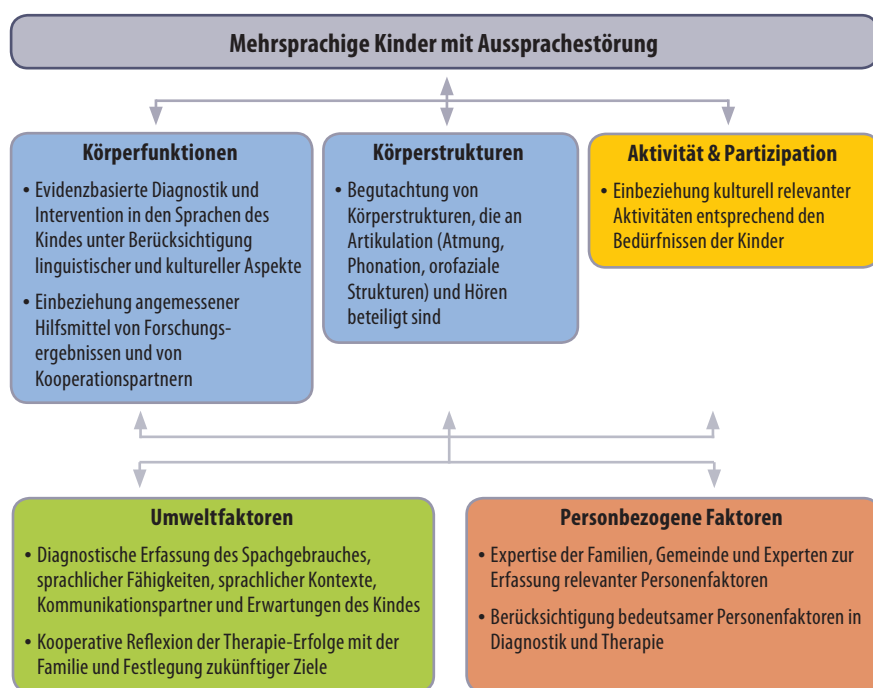 Mehrsprachige Kinder mit Aussprachestörung
Körperfunktionen
• Evidenzbasierte Diagnostik und
Intervention in den Sprachen des
Kindes unter Berücksichtigung
linguistischer und kultureller Aspekte
• Einbeziehung angemessener
Hilfsmittel von Forschungs-
ergebnissen und von
Kooperationspartnern
Körperstrukturen
• Begutachtung von
Körperstrukturen, die an
Artikulation (Atmung,
Phonation, orofaziale
Strukturen) und Hören
beteiligt sind
Aktivität & Partizipation
• Einbeziehung kulturell relevanter
Aktivitäten entsprechend den
Bedürfnissen der Kinder
Umweltfaktoren
• Diagnostische Erfassung des Spachgebrauches,
sprachlicher Fähigkeiten, sprachlicher Kontexte,
Kommunikationspartner und Erwartungen des Kindes
• Kooperative Reflexion der Therapie-Erfolge mit der
Familie und Festlegung zukünftiger Ziele
Personbezogene Faktoren
• Expertise der Familien, Gemeinde und Experten zur
Erfassung relevanter Personenfaktoren
• Berücksichtigung bedeutsamer Personenfaktoren in
Diagnostik und Therapie